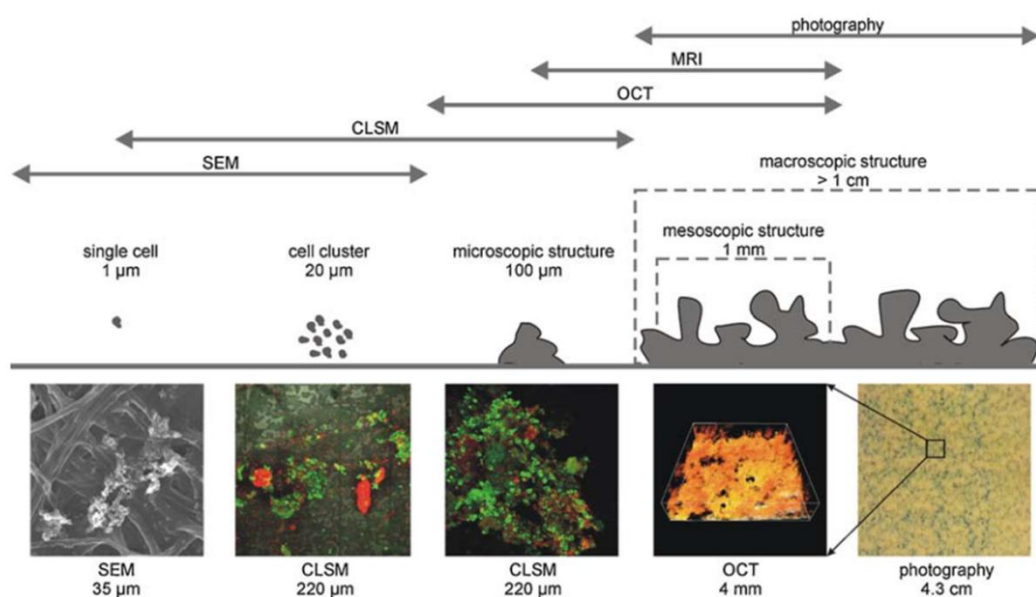 photography
MRI
OCT
CLSM
SEM
macroscopic structure
> 1 cm
mesoscopic structure
1 mm
single cell
1 µm
cell cluster
20 µm
microscopic structure
100 µm
SEM
35 µm
CLSM
220 µm
CLSM
220 µm
OCT
4 mm
photography
4.3 cm